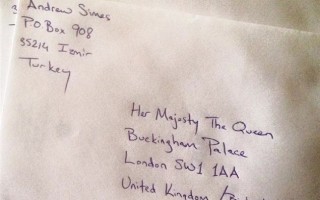 Andrew Simes
P.O.Box 908
35214 Izmir
Turkey
Her Majesty The Queen
Buckingham Palace
London SW1 1AA
United Kingdom /